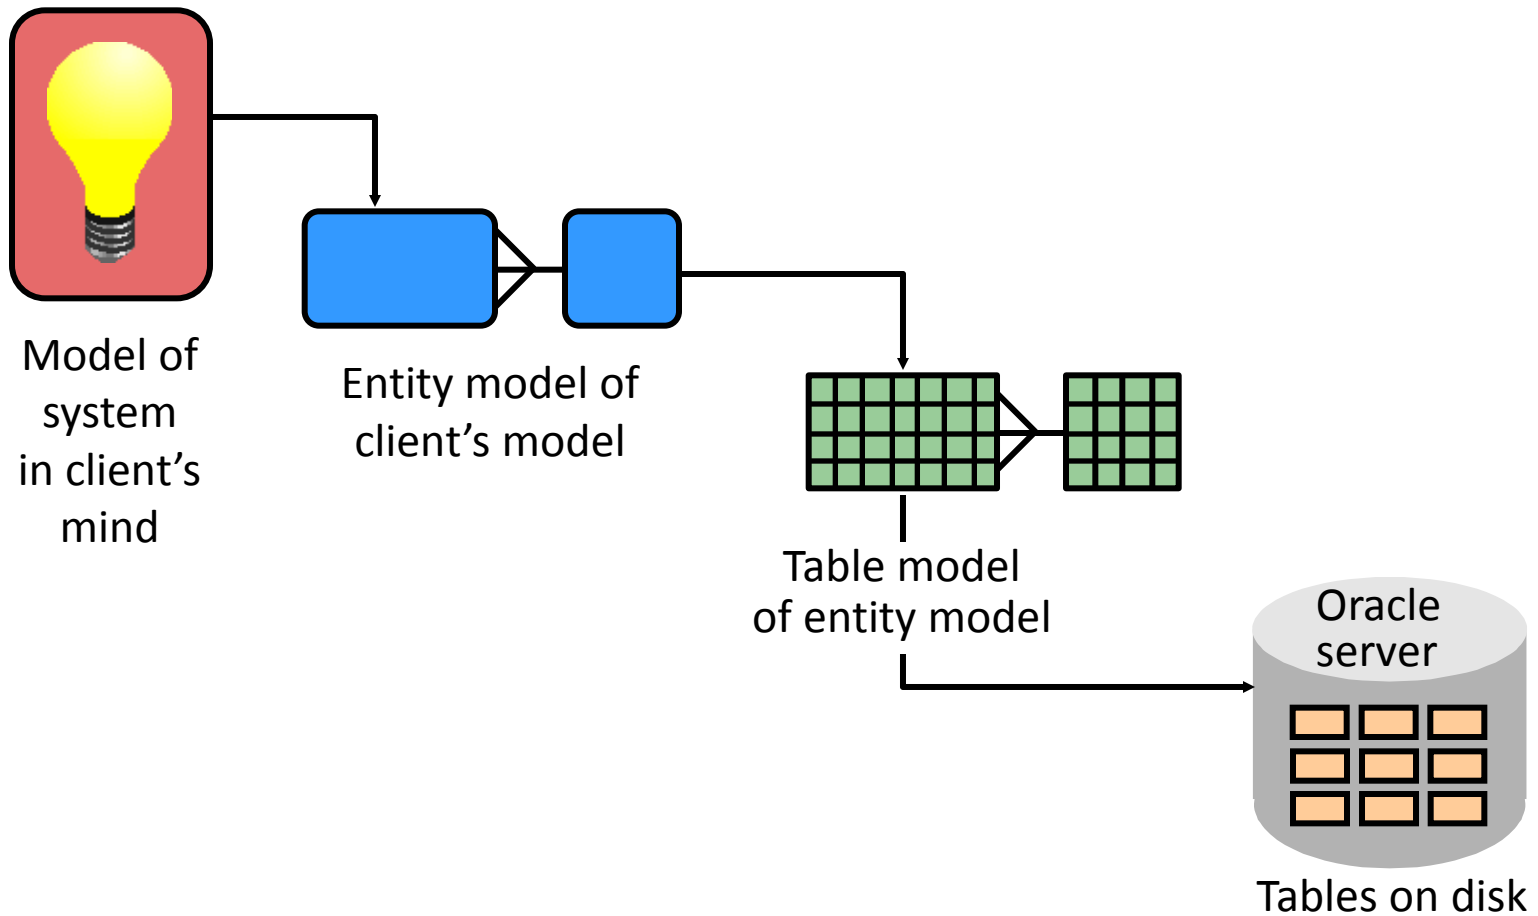 Model of
system
in client’s
mind
Entity model of
client’s model
Table model
of entity model
Oracle
server
Tables on disk